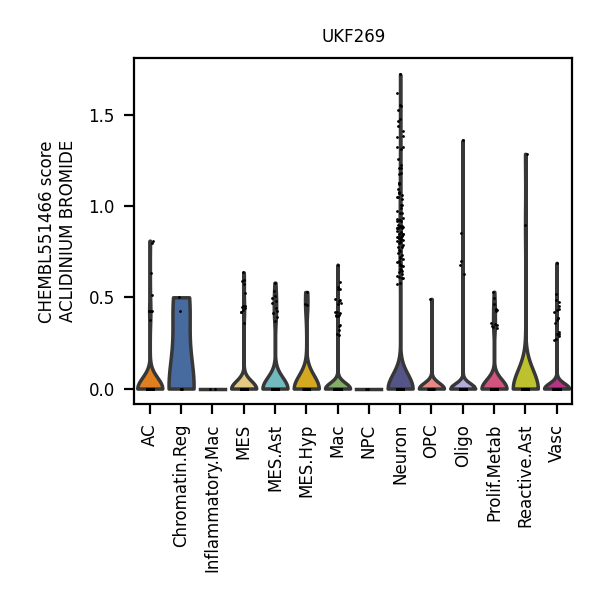 UKF269
CHEMBL551466 score
ACLIDINIUM BROMIDE
1.5
1.0
0.5
0.0
AC
Chromatin.Reg
Inflammatory.Mac
MES
MES.Ast
MES.Hyp
Mac
NPC
Neuron
OPC
Oligo
Prolif.Metab
Reactive.Ast
Vasc